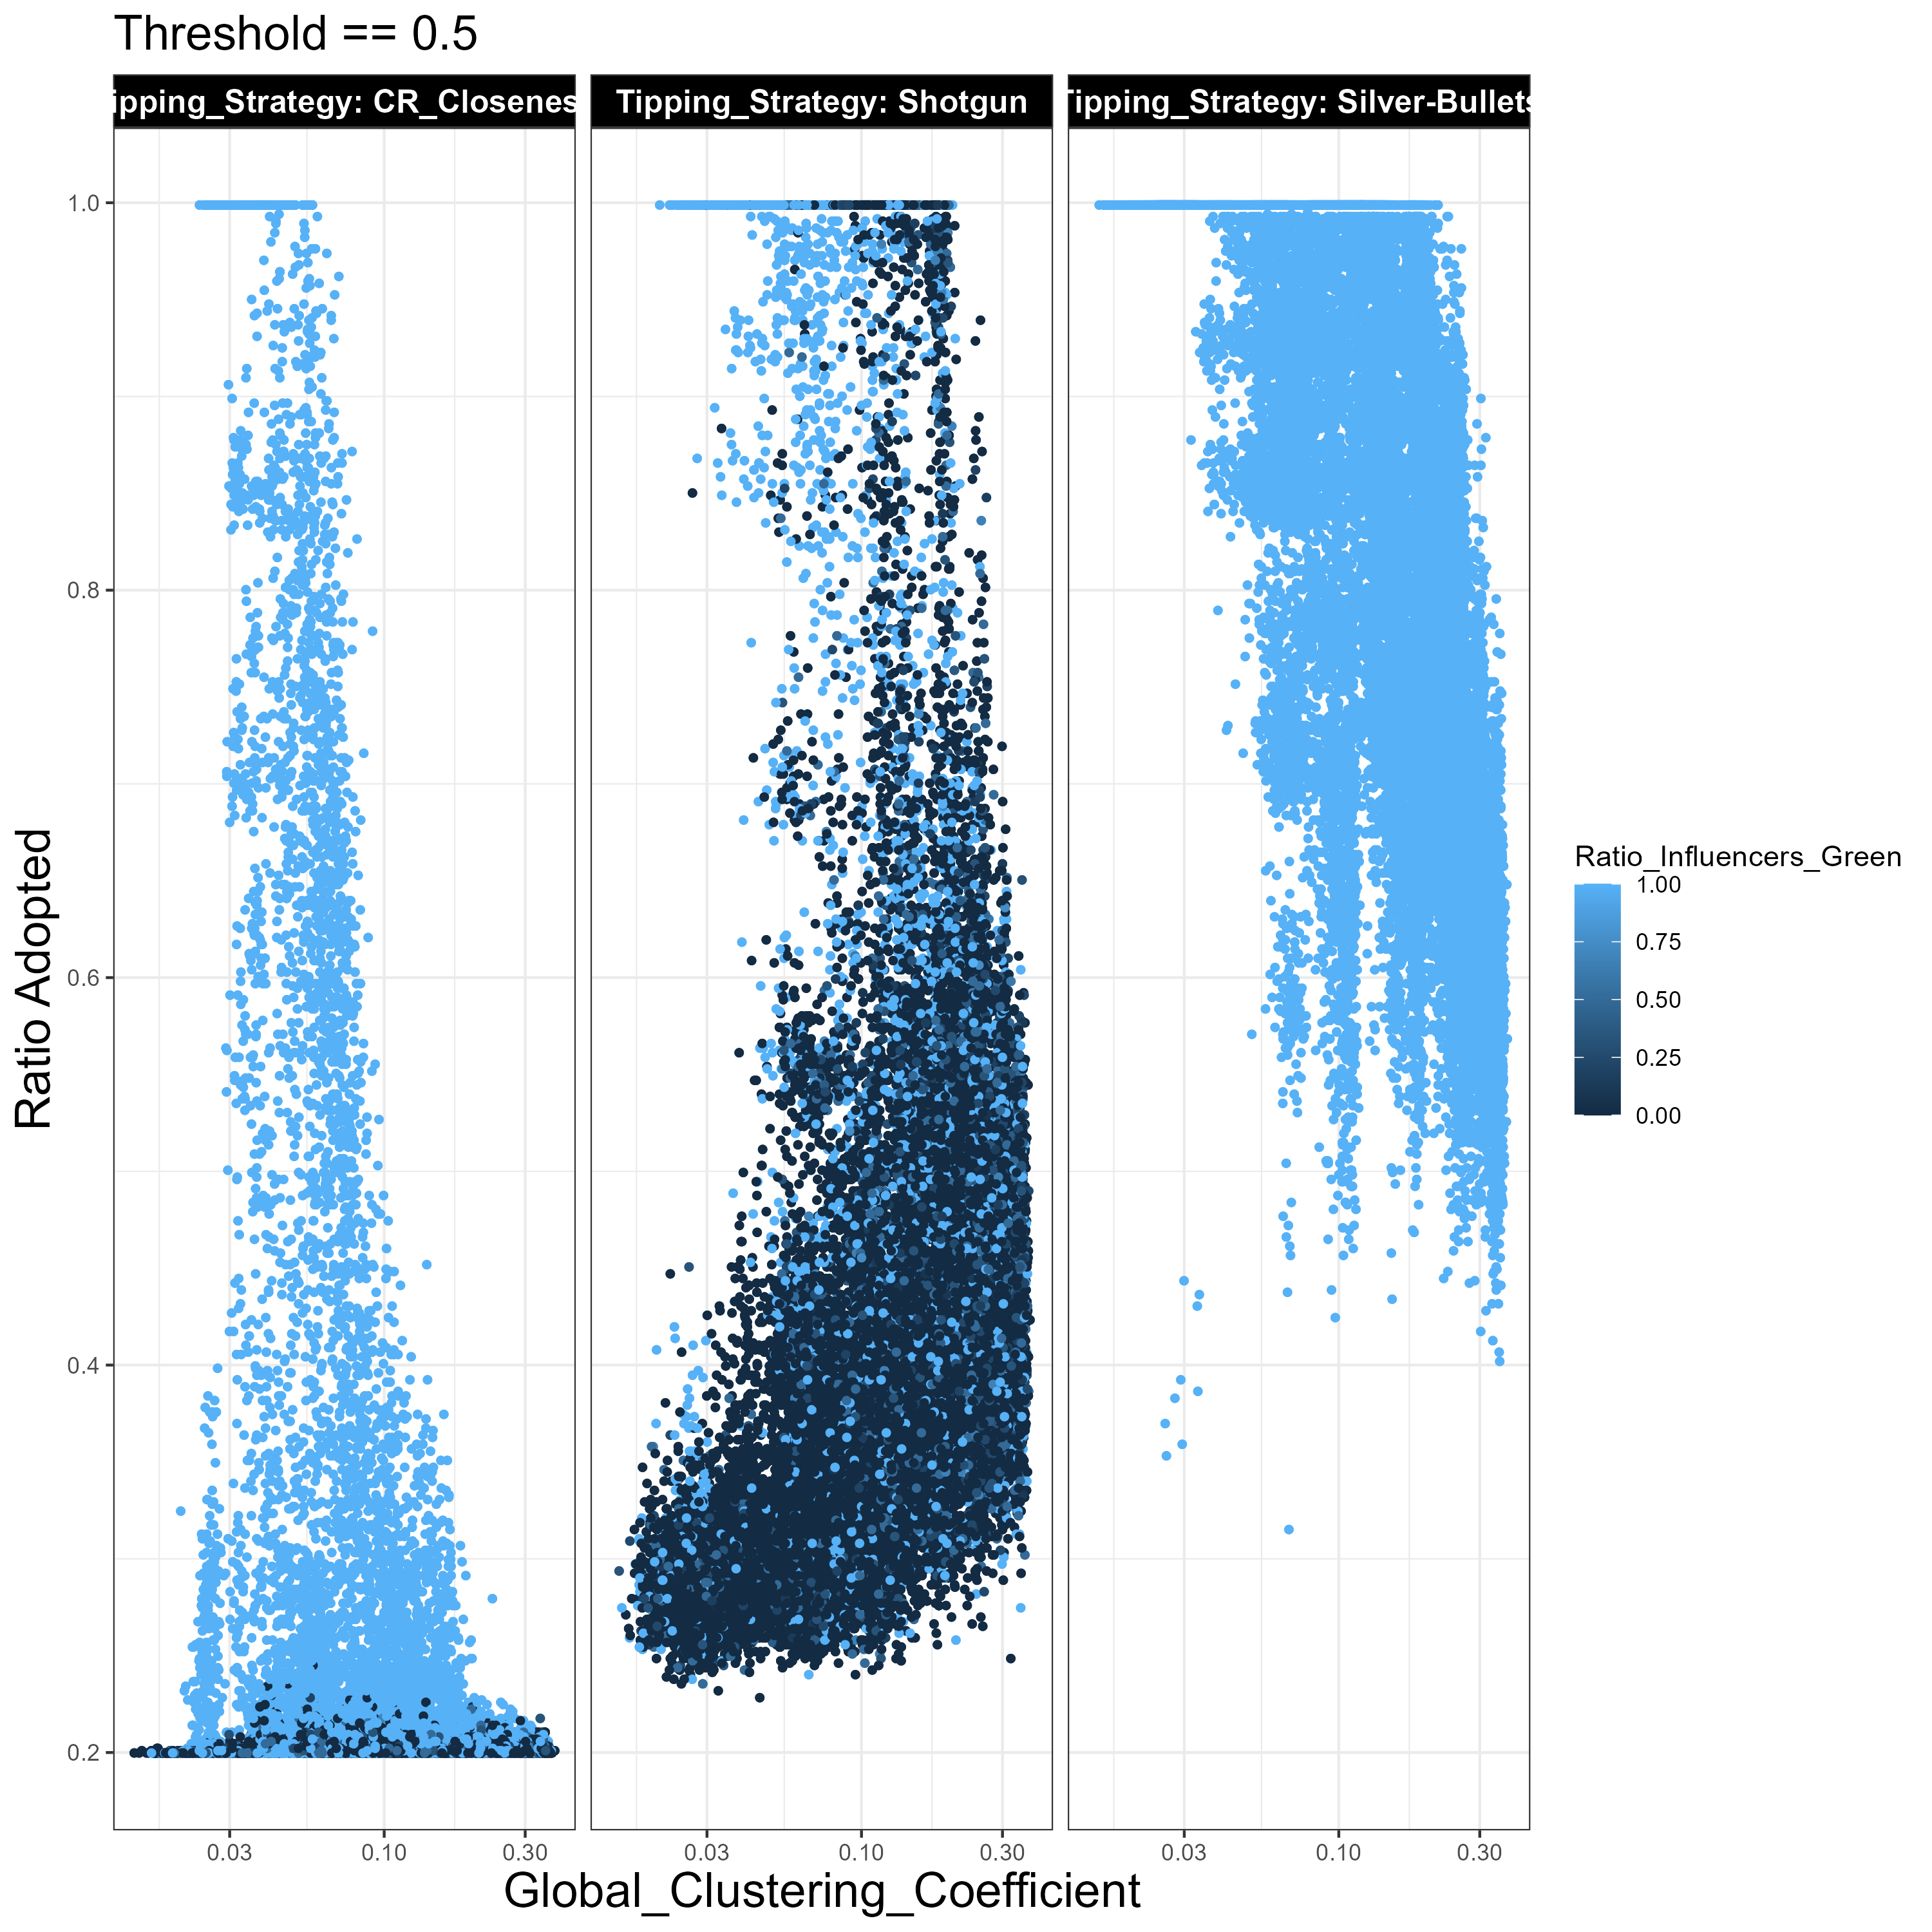 Threshold == 0.5
ipping_Strategy: CR_Closenes
Tipping_Strategy: Shotgun
Tipping_Strategy: Silver-Bullets
1.0
0.8
0.6
0.4
0.2
Ratio Adopted
0.03 0.10 0.30
0.03 0.10 0.30
0.03 0.10 0.30
Global_Clustering_Coefficient
Ratio_Influencers_Green
1.00
0.75
0.50
0.25
0.00